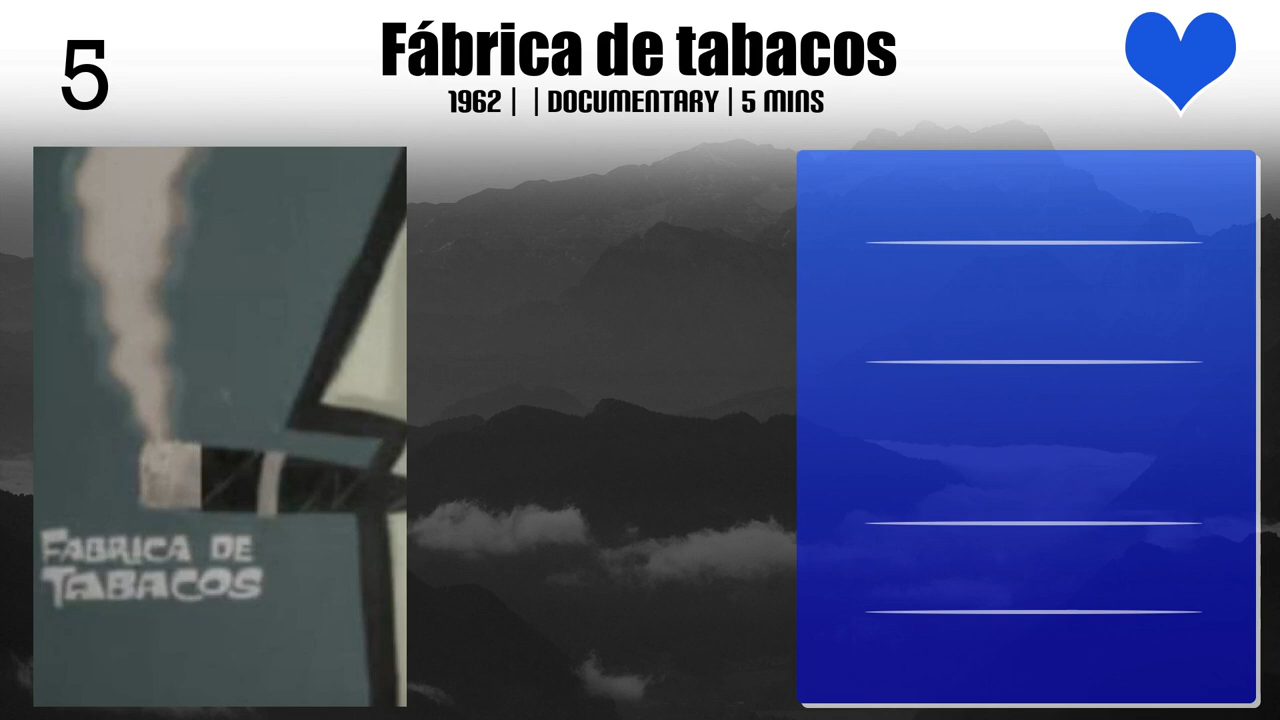 5
Fábrica de tabacos
1962 | | DOCUMENTARY | 5 MINS
FABRICA DE
TABACOS